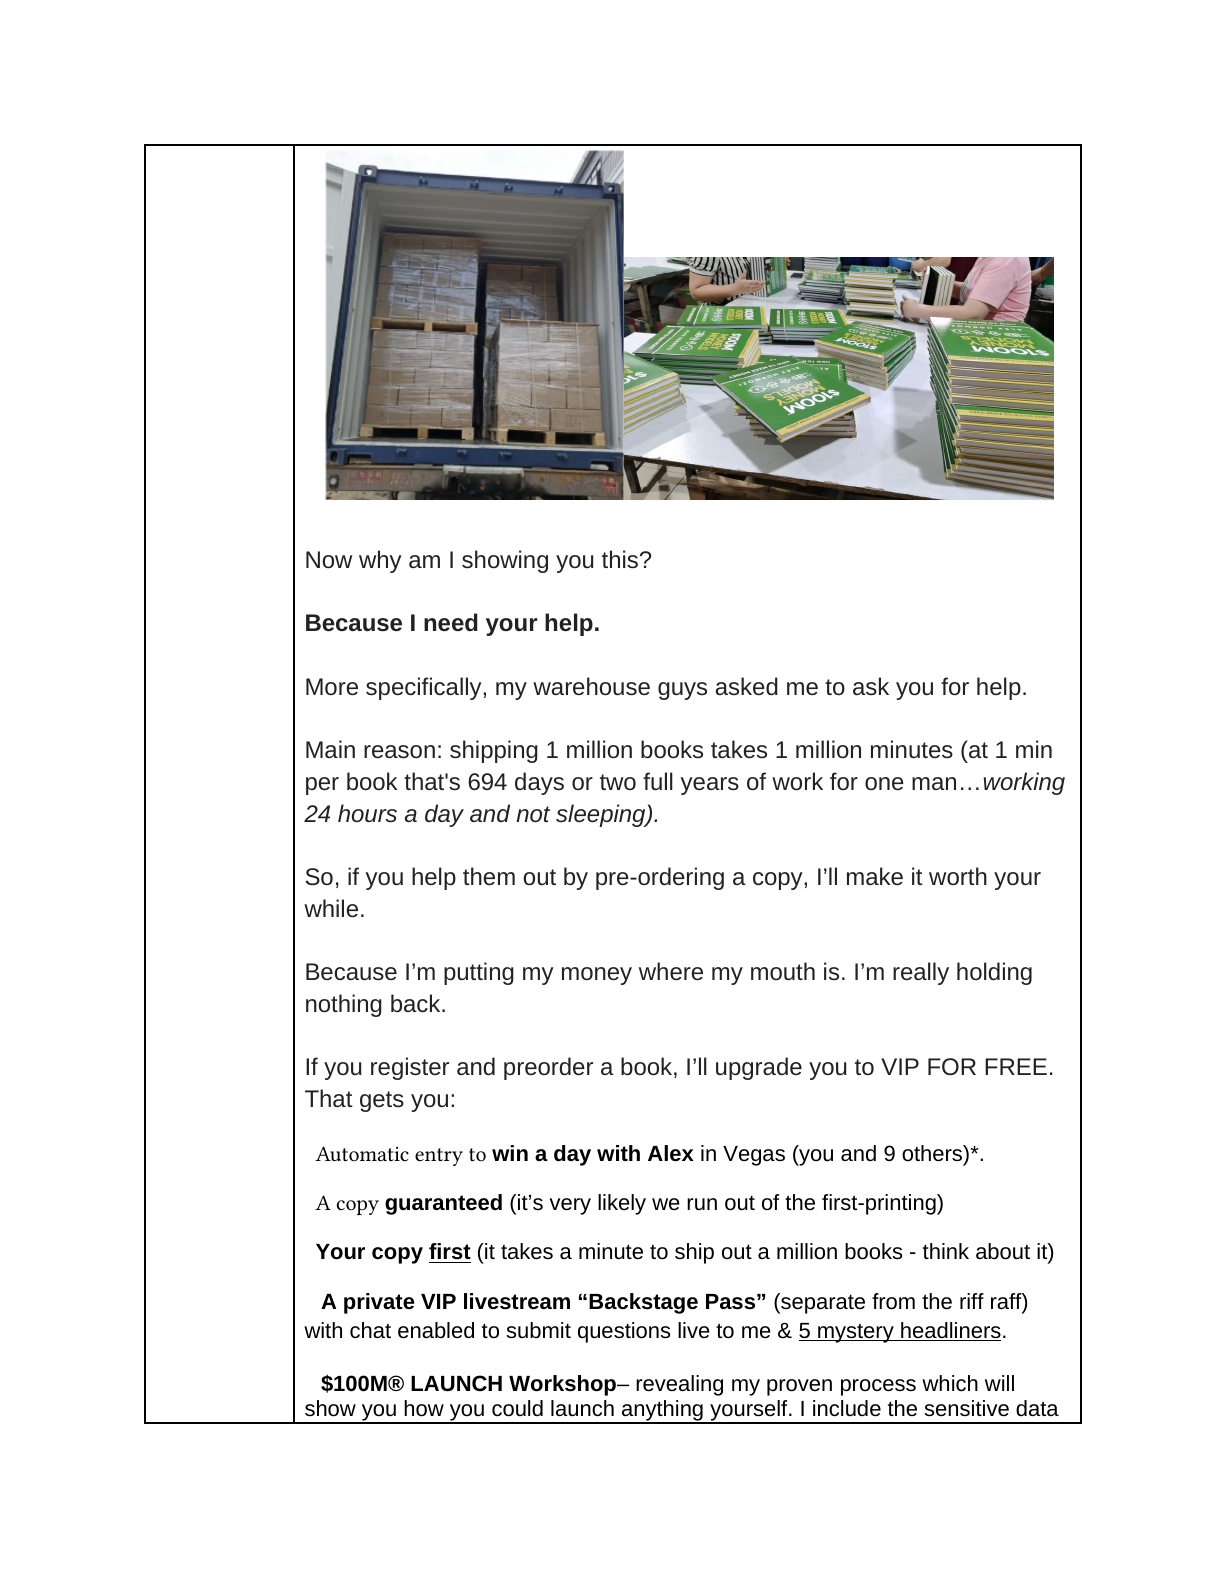 $100M
MONEY
MODELS
Now why am I showing you this?
Because I need your help.
More specifically, my warehouse guys asked me to ask you for help.
Main reason: shipping 1 million books takes 1 million minutes (at 1 min
per book that's 694 days or two full years of work for one man…working
24 hours a day and not sleeping).
So, if you help them out by pre-ordering a copy, I’ll make it worth your
while.
Because I’m putting my money where my mouth is. I’m really holding
nothing back.
If you register and preorder a book, I’ll upgrade you to VIP FOR FREE.
That gets you:
Automatic entry to win a day with Alex in Vegas (you and 9 others)*.
A copy guaranteed (it’s very likely we run out of the first-printing)
Your copy first (it takes a minute to ship out a million books - think about it)
A private VIP livestream “Backstage Pass” (separate from the riff raff)
with chat enabled to submit questions live to me & 5 mystery headliners.
$100M® LAUNCH Workshop– revealing my proven process which will
show you how you could launch anything yourself. I include the sensitive data